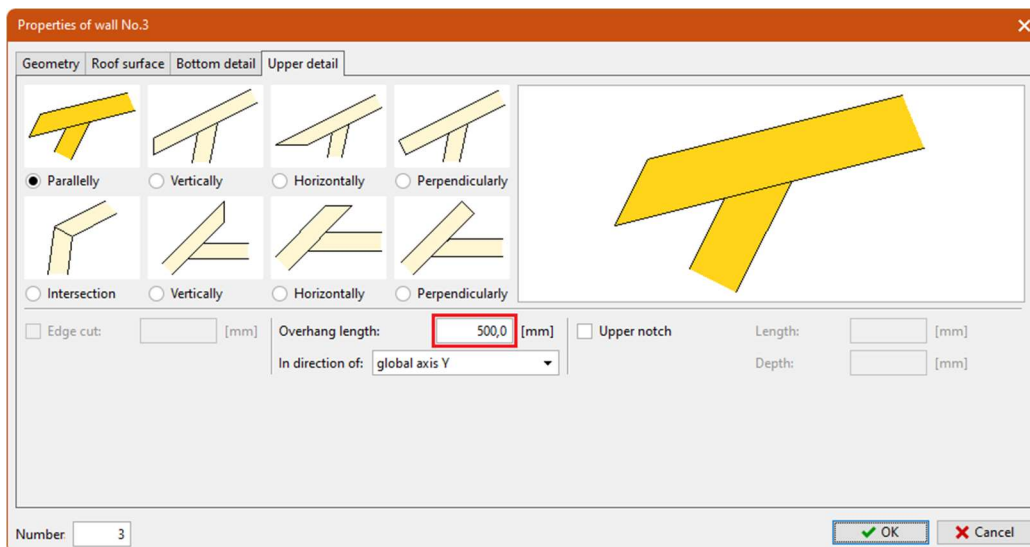 Properties of wall No.3
Geometry Roof surface Bottom detail Upper detail
Parallelly Vertically Horizontally Perpendicularly
Intersection Vertically Horizontally Perpendicularly
Edge cut: [mm] Overhang length: 500,0 [mm] Upper notch Length: [mm]
In direction of: global axis Y Depth: [mm]
Number: 3 OK Cancel